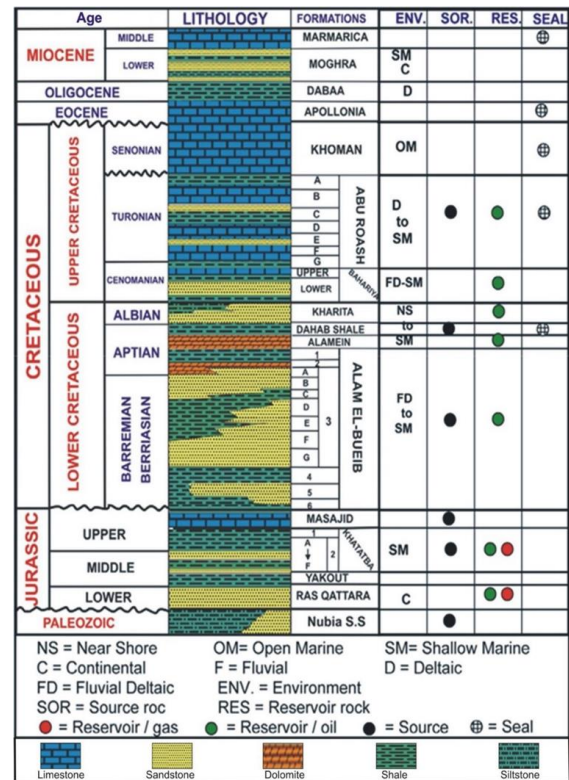 Age LITHOLOGY FORMATIONS ENV. SOR. RES. SEAL
MIOCENE
MIDDLE
MARMARICA
LOWER
MOGHRA
SM
C
OLIGOCENE
DABAA
D
EOCENE
APOLLONIA
CRETACEOUS
UPPER CRETACEOUS
SENONIAN
KHOMAN
OM
TURONIAN
A
B
C
D
E
F
G
ABU ROASH
D
to
SM
CENOMANIAN
UPPER
LOWER
BAHARIYA
FD-SM
LOWER CRETACEOUS
ALBIAN
KHARITA
NS
to
SM
DAHAB SHALE
APTIAN
ALAMEIN
1
2
A
B
C
D
E
F
G
3
4
5
6
ALAM EL-BUEIB
FD
to
SM
BARREMIAN
BERRIASIAN
JURASSIC
MASAJID
UPPER
1
A
F
2
KHATATBA
SM
MIDDLE
YAKOUT
LOWER
RAS QATTARA
C
PALEOZOIC
Nubia S.S
NS = Near Shore OM= Open Marine SM= Shallow Marine
C = Continental F = Fluvial D = Deltaic
FD = Fluvial Deltaic ENV. = Environment
SOR = Source roc RES = Reservoir rock
= Reservoir / gas = Reservoir / oil = Source = Seal
Limestone Sandstone Dolomite Shale Siltstone